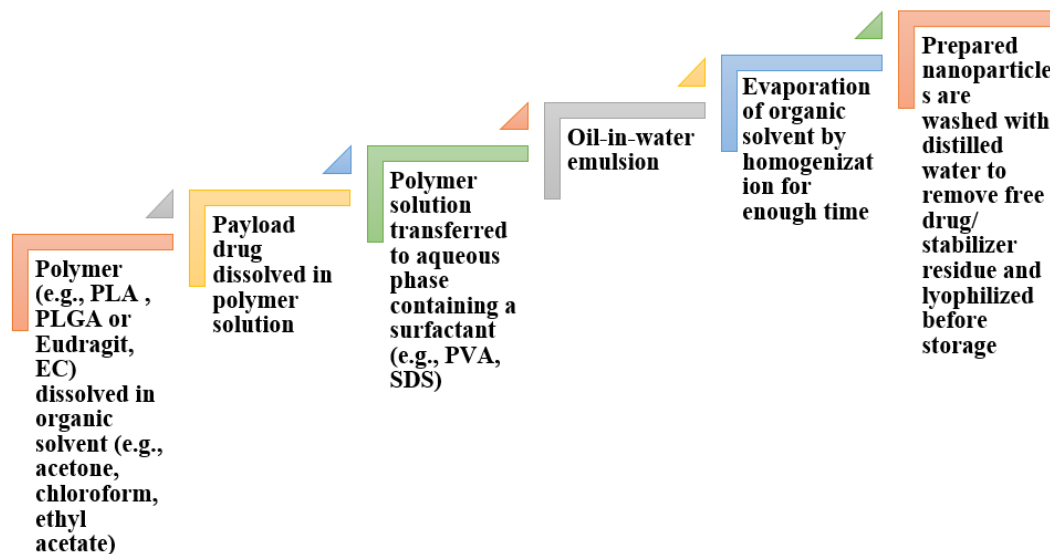 Polymer
(e.g., PLA ,
PLGA or
Eudragit,
EC)
dissolved in
organic
solvent (e.g.,
acetone,
chloroform,
ethyl
acetate)
Payload
drug
dissolved in
polymer
solution
Polymer
solution
transferred
to aqueous
phase
containing a
surfactant
(e.g., PVA,
SDS)
Oil-in-water
emulsion
Evaporation
of organic
solvent by
homogenizat
ion for
enough time
Prepared
nanoparticle
s are
washed with
distilled
water to
remove free
drug/
stabilizer
residue and
lyophilized
before
storage